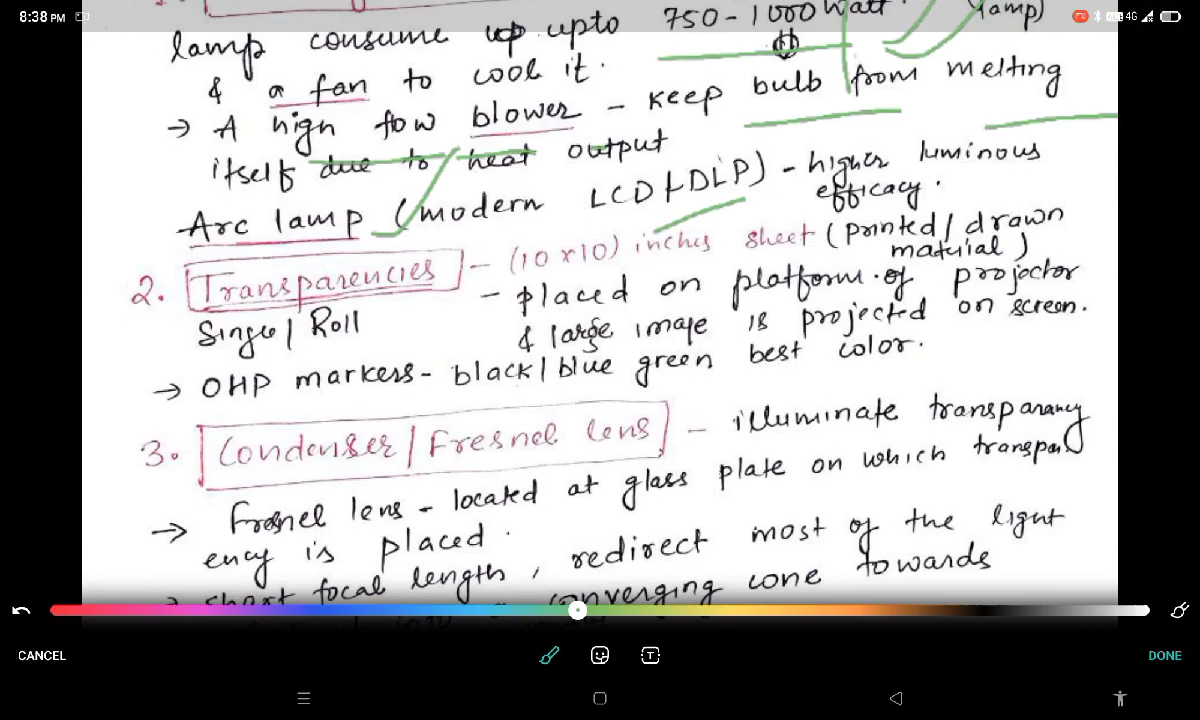 8:38 PM
4G
lamp consume up upto 750-1000 Watt (lamp)
& a fan to cool it.
→ A high fow blower - keep bulb from melting
itself due to heat output
Arc lamp (modern LCD+DLP) - higher luminous
efficacy.
2. Transparencies - (10x10) inches sheet (printed/drawn
material)
Single/Roll - placed on platform of projector
& large image is projected on screen.
→ OHP markers - black/blue green best color.
3. Condenser/Fresnel lens - illuminate transparancy
→ Fresnel lens - located at glass plate on which transpar
ency is placed.
→ short focal length, redirect most of the light
converging cone towards
CANCEL
T
DONE